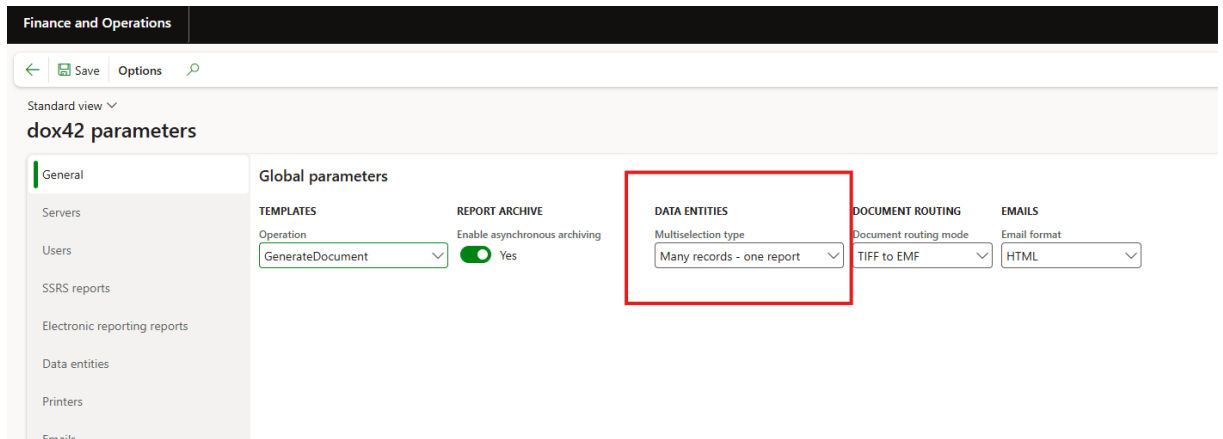 Finance and Operations
Save Options
Standard view
dox42 parameters
General
Servers
Users
SSRS reports
Electronic reporting reports
Data entities
Printers
Emails
Global parameters
TEMPLATES
Operation
GenerateDocument
REPORT ARCHIVE
Enable asynchronous archiving
Yes
DATA ENTITIES
Multiselection type
Many records - one report
DOCUMENT ROUTING
Document routing mode
TIFF to EMF
EMAILS
Email format
HTML